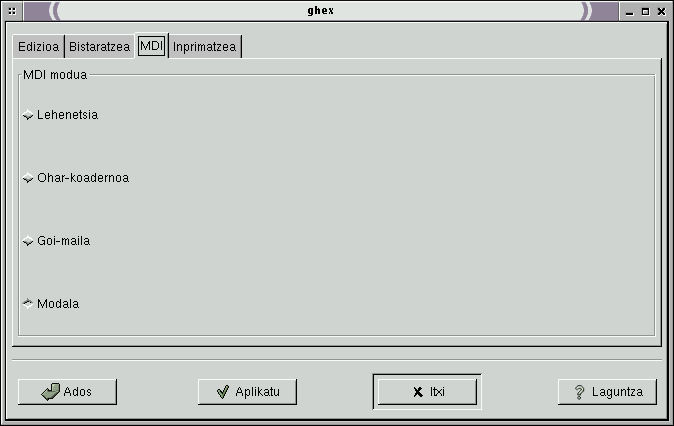 ghex
Edizioa Bistaratzea MDI Inprimatzea
MDI modua
Lehenetsia
Ohar-koadernoa
Goi-maila
Modala
Ados Aplikatu Itxi Laguntza